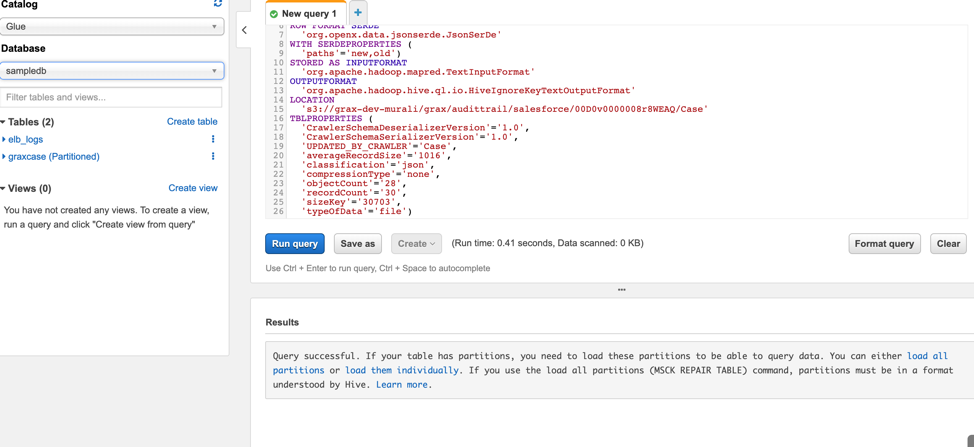 Catalog
Glue
Database
sampledb
Filter tables and views...
Tables (2)
Create table
elb_logs
graxcase (Partitioned)
Views (0)
Create view
You have not created any views. To create a view,
run a query and click "Create view from query"
New query 1
6 ROW FORMAT SERDE
7 'org.openx.data.jsonserde.JsonSerDe'
8 WITH SERDEPROPERTIES (
9 'paths'='new,old')
10 STORED AS INPUTFORMAT
11 'org.apache.hadoop.mapred.TextInputFormat'
12 OUTPUTFORMAT
13 'org.apache.hadoop.hive.ql.io.HiveIgnoreKeyTextOutputFormat'
14 LOCATION
15 's3://grax-dev-murali/grax/audittrail/salesforce/00D0v0000008r8WEAQ/Case'
16 TBLPROPERTIES (
17 'CrawlerSchemaDeserializerVersion'='1.0',
18 'CrawlerSchemaSerializerVersion'='1.0',
19 'UPDATED_BY_CRAWLER'='Case',
20 'averageRecordSize'='1016',
21 'classification'='json',
22 'compressionType'='none',
23 'objectCount'='28',
24 'recordCount'='30',
25 'sizeKey'='30703',
26 'typeOfData'='file')
Run query
Save as
Create
(Run time: 0.41 seconds, Data scanned: 0 KB)
Format query
Clear
Use Ctrl + Enter to run query, Ctrl + Space to autocomplete
Results
Query successful. If your table has partitions, you need to load these partitions to be able to query data. You can either load all
partitions or load them individually. If you use the load all partitions (MSCK REPAIR TABLE) command, partitions must be in a format
understood by Hive. Learn more.